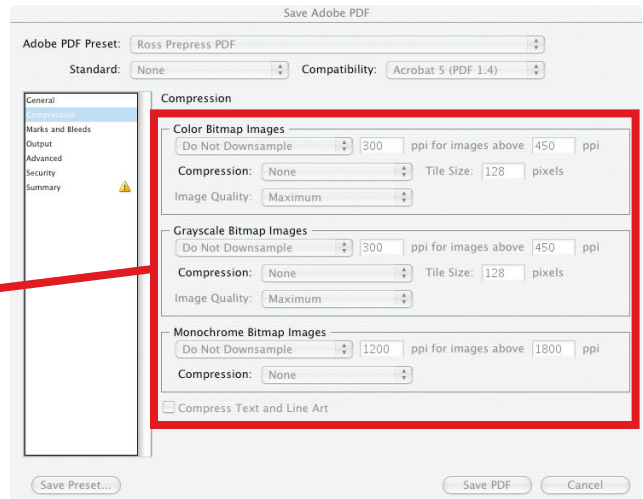 Save Adobe PDF
Adobe PDF Preset: Ross Prepress PDF
Standard: None Compatibility: Acrobat 5 (PDF 1.4)
General
Compression
Marks and Bleeds
Output
Advanced
Security
Summary
Compression
Color Bitmap Images
Do Not Downsample 300 ppi for images above 450 ppi
Compression: None Tile Size: 128 pixels
Image Quality: Maximum
Grayscale Bitmap Images
Do Not Downsample 300 ppi for images above 450 ppi
Compression: None Tile Size: 128 pixels
Image Quality: Maximum
Monochrome Bitmap Images
Do Not Downsample 1200 ppi for images above 1800 ppi
Compression: None
Compress Text and Line Art
Save Preset... Save PDF Cancel